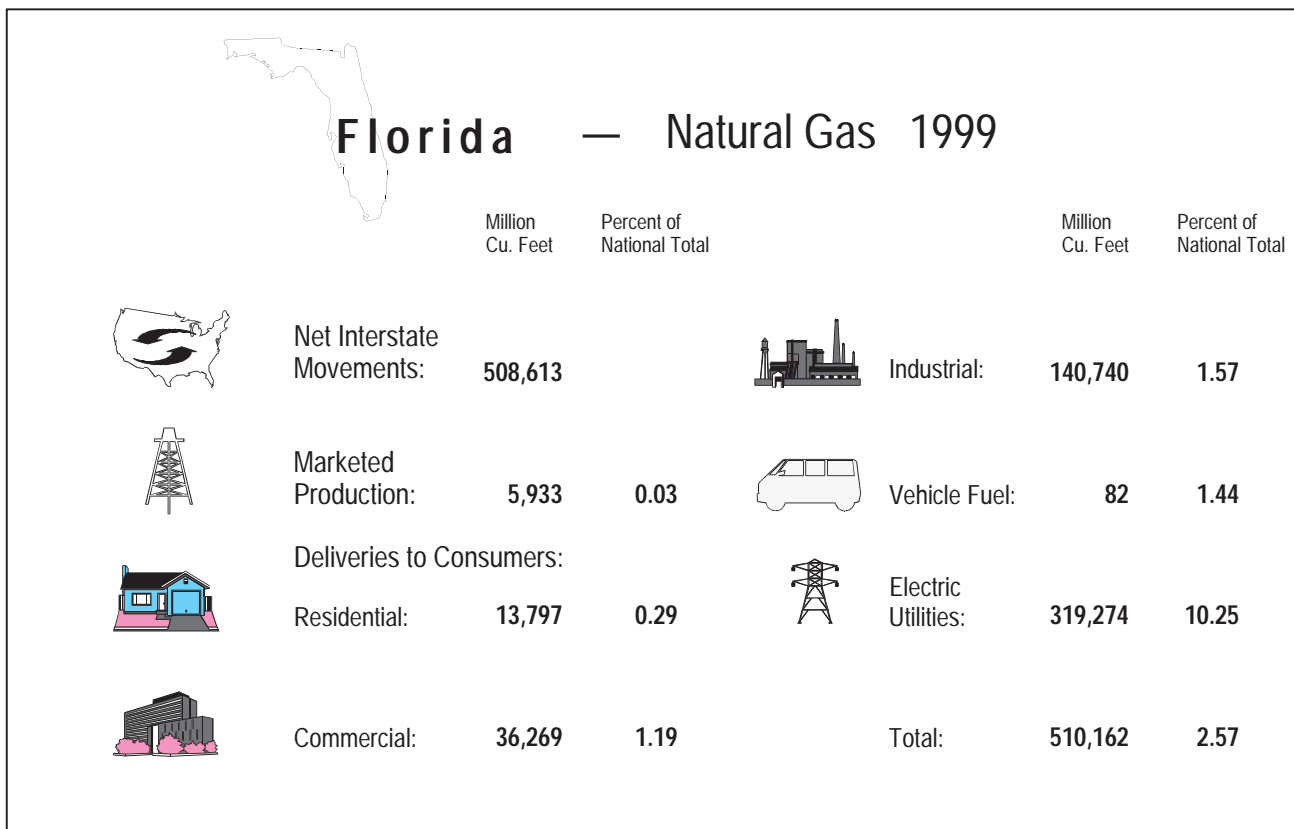 Florida — Natural Gas 1999
Million
Cu. Feet
Percent of
National Total
Million
Cu. Feet
Percent of
National Total
Net Interstate
Movements: 508,613
Industrial: 140,740 1.57
Marketed
Production: 5,933 0.03
Vehicle Fuel: 82 1.44
Deliveries to Consumers:
Residential: 13,797 0.29
Electric
Utilities: 319,274 10.25
Commercial: 36,269 1.19
Total: 510,162 2.57